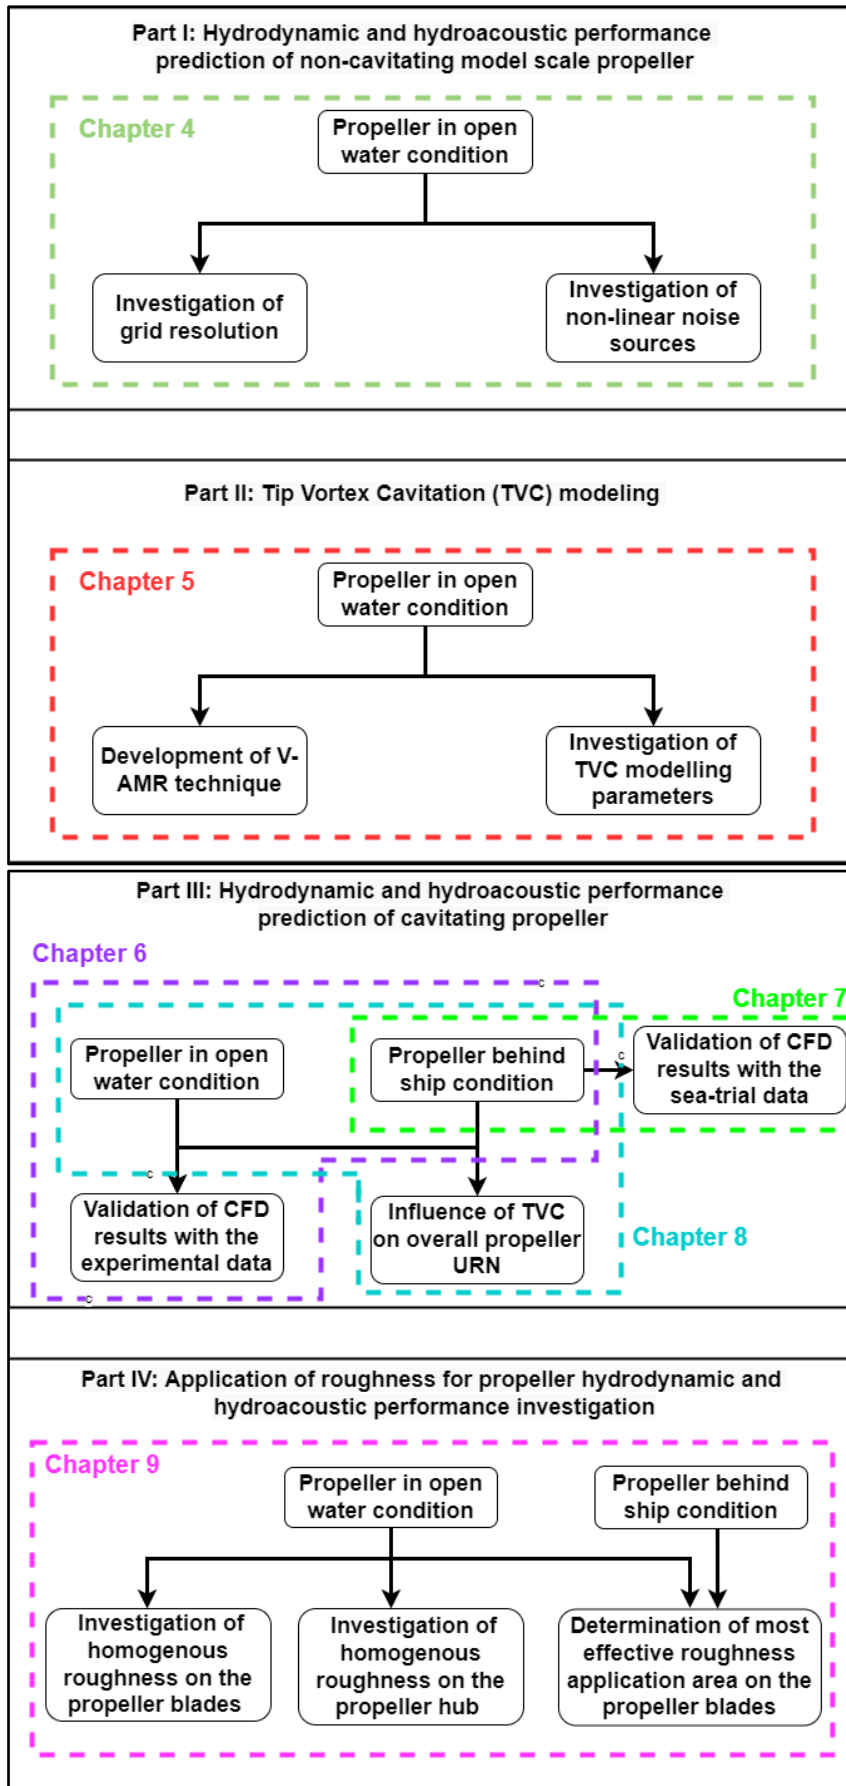 Part I: Hydrodynamic and hydroacoustic performance
prediction of non-cavitating model scale propeller
Chapter 4
Propeller in open
water condition
Investigation of
grid resolution
Investigation of
non-linear noise
sources
Part II: Tip Vortex Cavitation (TVC) modeling
Chapter 5
Propeller in open
water condition
Development of V-
AMR technique
Investigation of
TVC modelling
parameters
Part III: Hydrodynamic and hydroacoustic performance
prediction of cavitating propeller
Chapter 6
c
Chapter 7
Propeller in open
water condition
Propeller behind
ship condition
c
Validation of CFD
results with the
sea-trial data
c
Validation of CFD
results with the
experimental data
Influence of TVC
on overall propeller
URN
Chapter 8
c
Part IV: Application of roughness for propeller hydrodynamic and
hydroacoustic performance investigation
Chapter 9
Propeller in open
water condition
Propeller behind
ship condition
Investigation of
homogenous
roughness on the
propeller blades
Investigation of
homogenous
roughness on the
propeller hub
Determination of most
effective roughness
application area on the
propeller blades